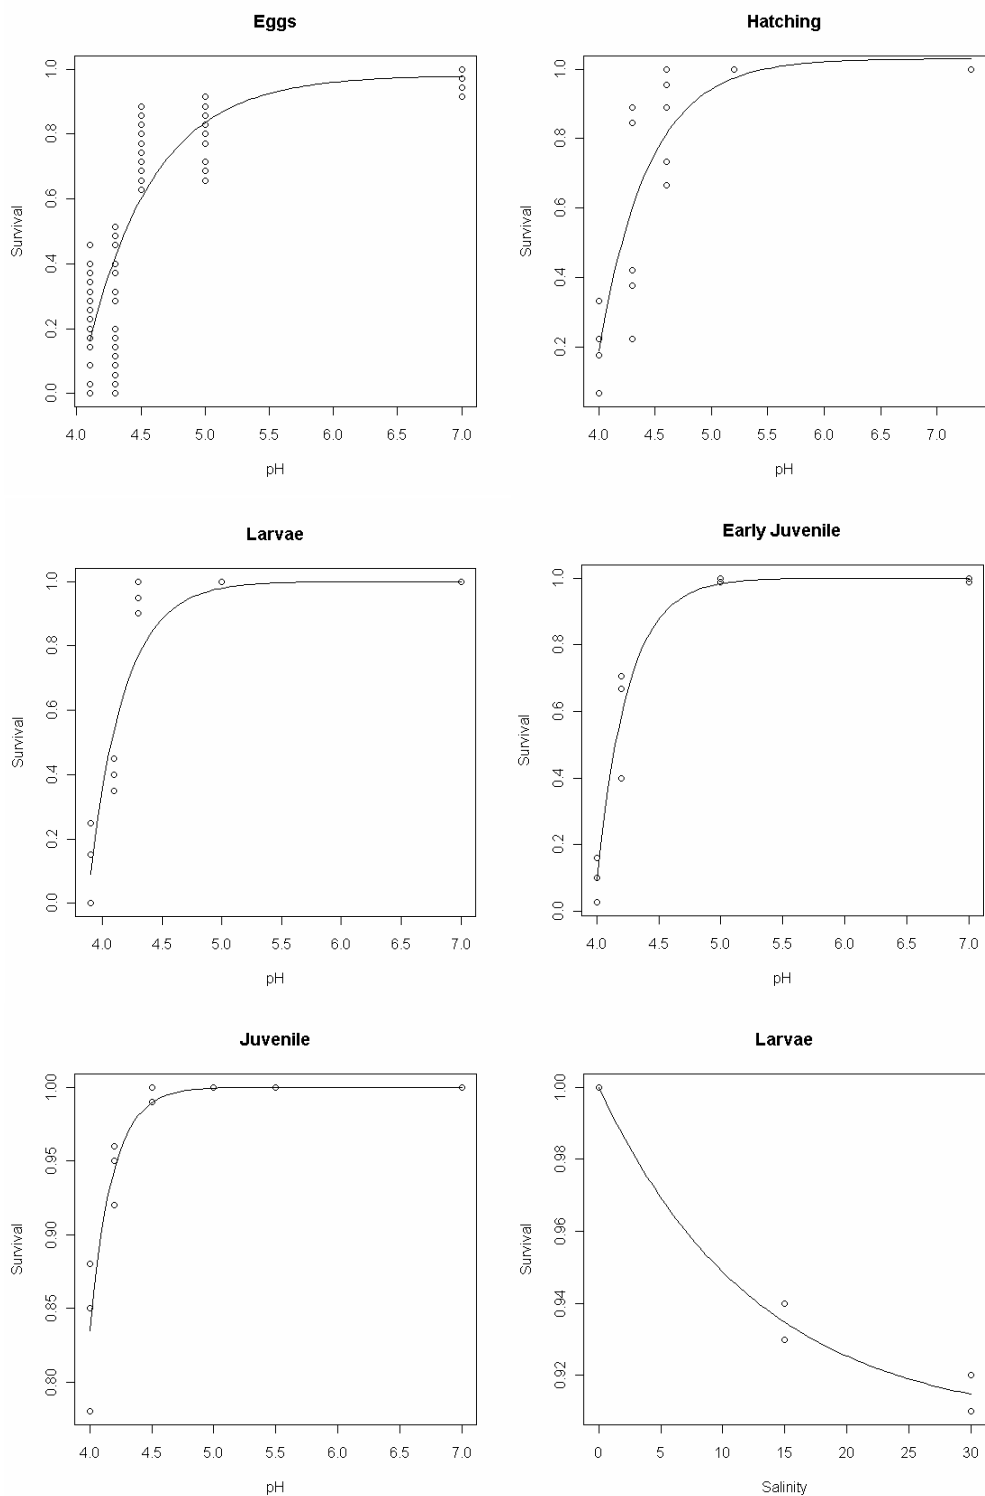 Eggs
Survival
1.0
0.8
0.6
0.4
0.2
0.0
4.0 4.5 5.0 5.5 6.0 6.5 7.0
pH
Hatching
Survival
1.0
0.8
0.6
0.4
0.2
4.0 4.5 5.0 5.5 6.0 6.5 7.0
pH
Larvae
Survival
1.0
0.8
0.6
0.4
0.2
0.0
4.0 4.5 5.0 5.5 6.0 6.5 7.0
pH
Early Juvenile
Survival
1.0
0.8
0.6
0.4
0.2
0.0
4.0 4.5 5.0 5.5 6.0 6.5 7.0
pH
Juvenile
Survival
1.00
0.95
0.90
0.85
0.80
4.0 4.5 5.0 5.5 6.0 6.5 7.0
pH
Larvae
Survival
1.00
0.98
0.96
0.94
0.92
0 5 10 15 20 25 30
Salinity